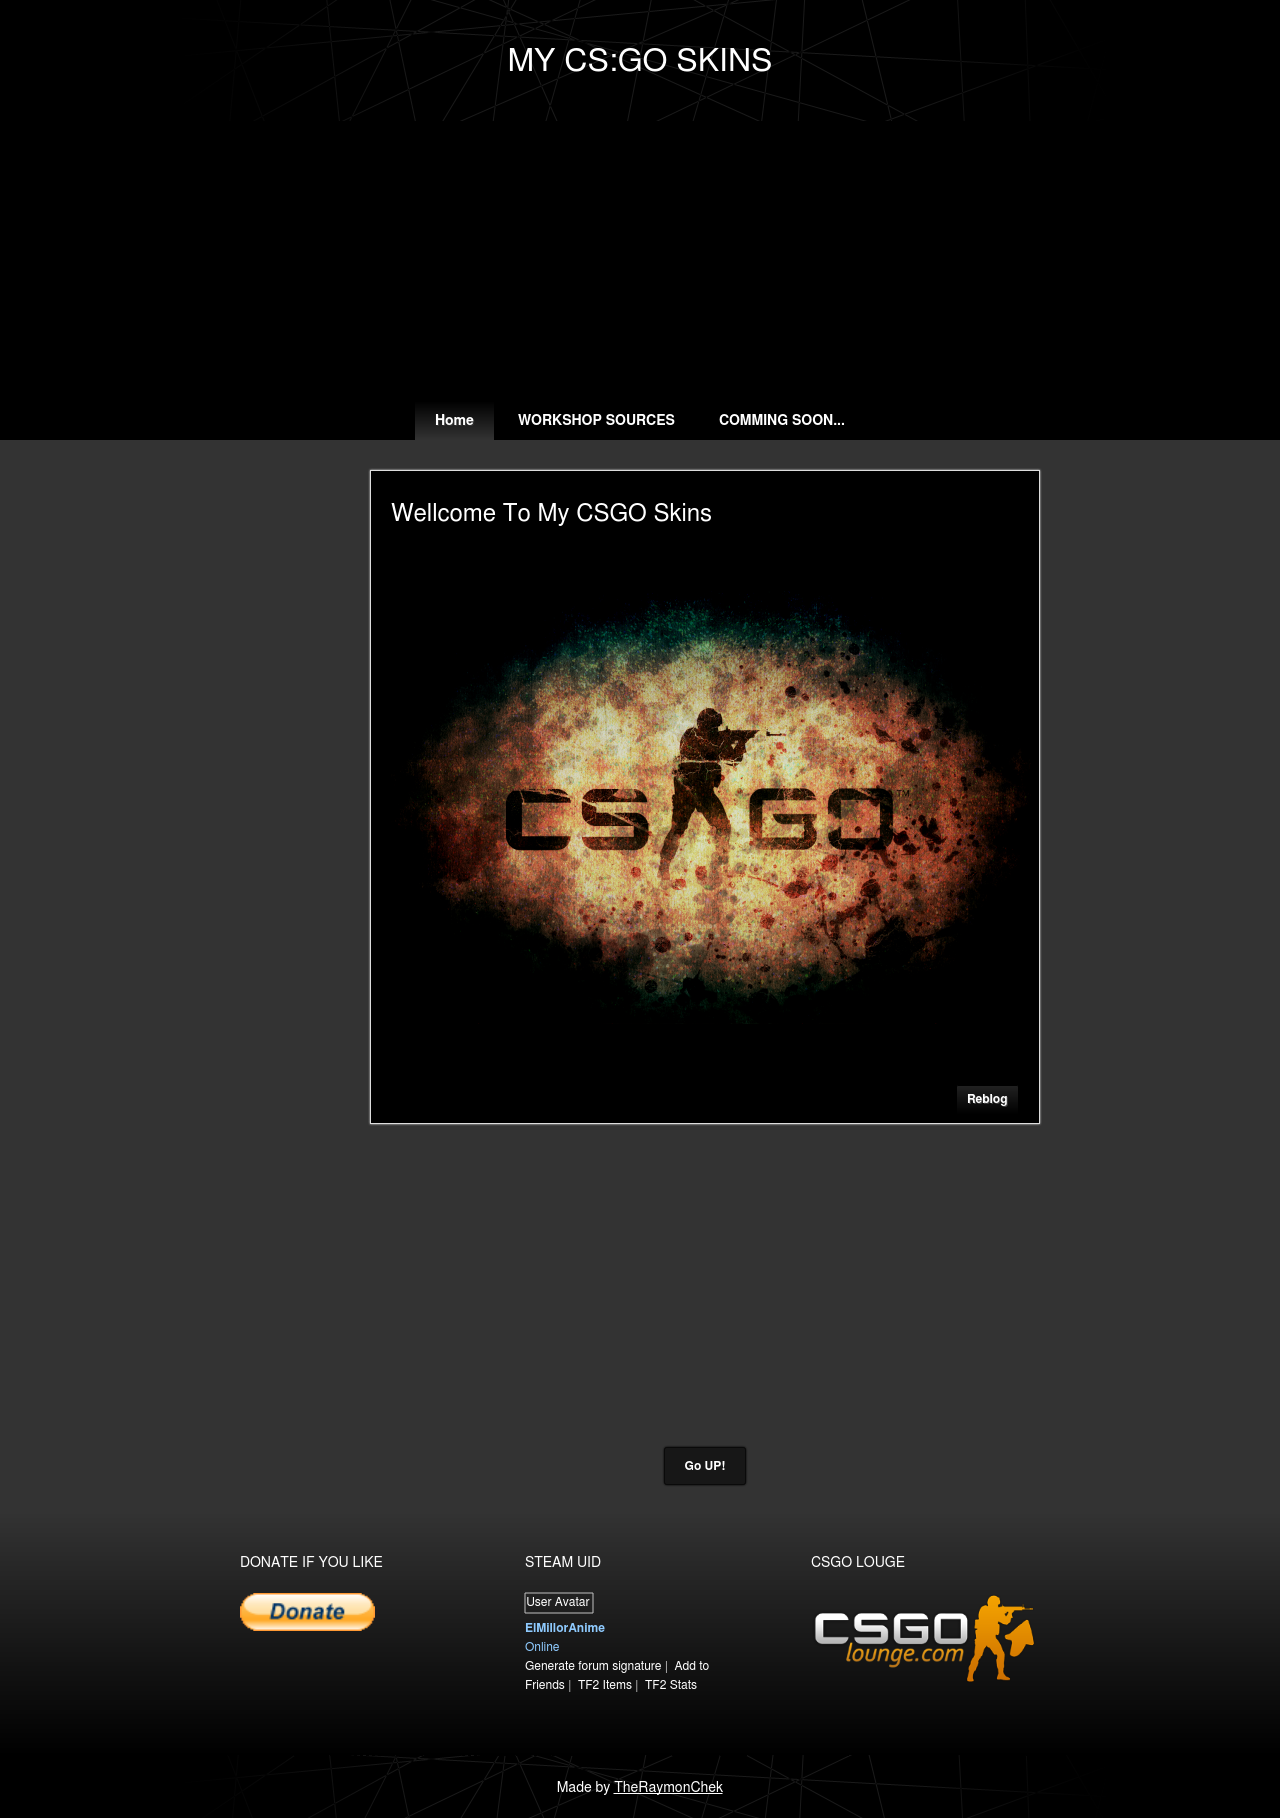 MY CS:GO SKINS
Home
WORKSHOP SOURCES
COMMING SOON...
Wellcome To My CSGO Skins
CS GO™
Reblog
Go UP!
DONATE IF YOU LIKE
Donate
STEAM UID
User Avatar
ElMillorAnime
Online
Generate forum signature | Add to
Friends | TF2 Items | TF2 Stats
CSGO LOUGE
CSGO
lounge.com
Made by TheRaymonChek